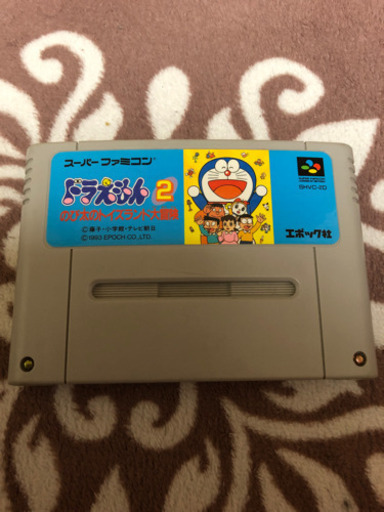 スーパーファミコン
ドラえもん2
のび太のトイズランド大冒険
©藤子・小学館・テレビ朝日
©1993 EPOCH CO.,LTD.
SHVC-2D
エポック社